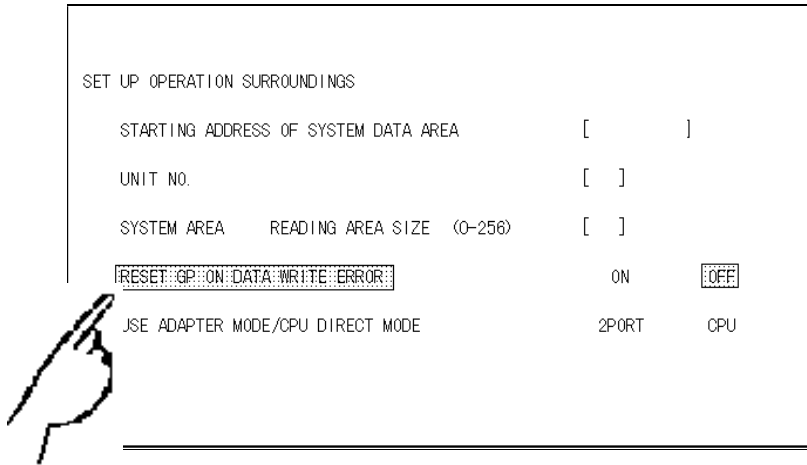 SET UP OPERATION SURROUNDINGS
STARTING ADDRESS OF SYSTEM DATA AREA [ ]
UNIT NO. [ ]
SYSTEM AREA READING AREA SIZE (0-256) [ ]
RESET GP ON DATA WRITE ERROR ON OFF
USE ADAPTER MODE/CPU DIRECT MODE 2PORT CPU